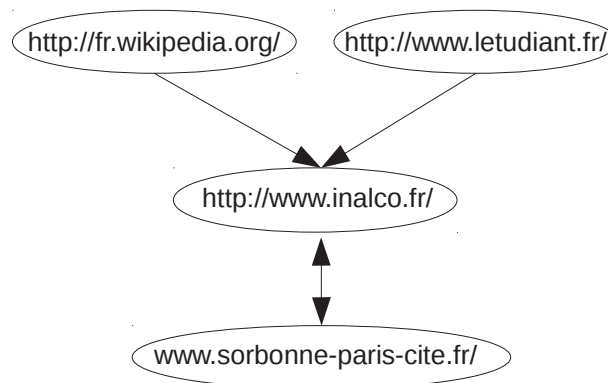 http://fr.wikipedia.org/
http://www.letudiant.fr/
http://www.inalco.fr/
www.sorbonne-paris-cite.fr/